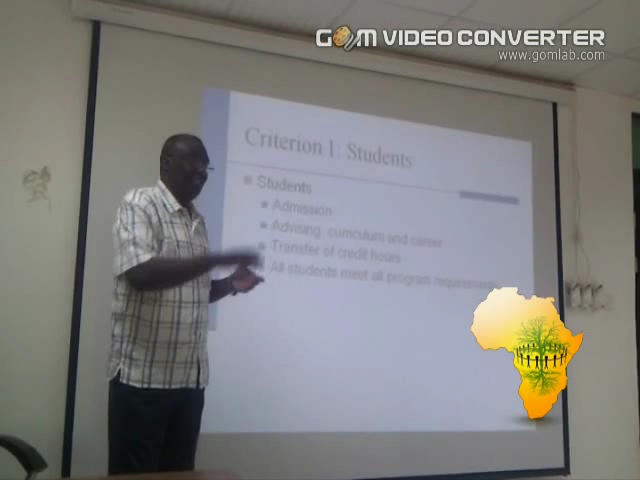 GOM VIDEO CONVERTER
www.gomlab.com
Criterion 1: Students
Students
Admission
Advising, curriculum and career
Transfer of credit hours
All students meet all program requirements